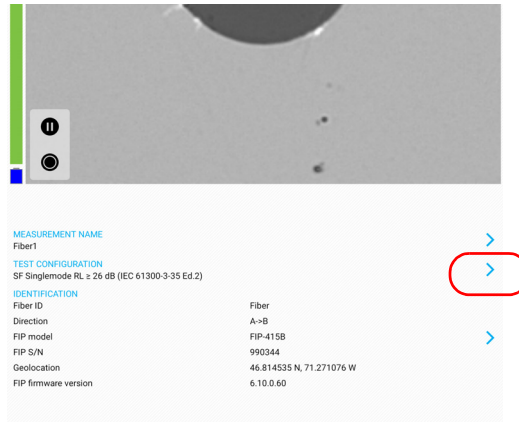 MEASUREMENT NAME
Fiber1
TEST CONFIGURATION
SF Singlemode RL ≥ 26 dB (IEC 61300-3-35 Ed.2)
IDENTIFICATION
Fiber ID Fiber
Direction A->B
FIP model FIP-415B
FIP S/N 990344
Geolocation 46.814535 N, 71.271076 W
FIP firmware version 6.10.0.60